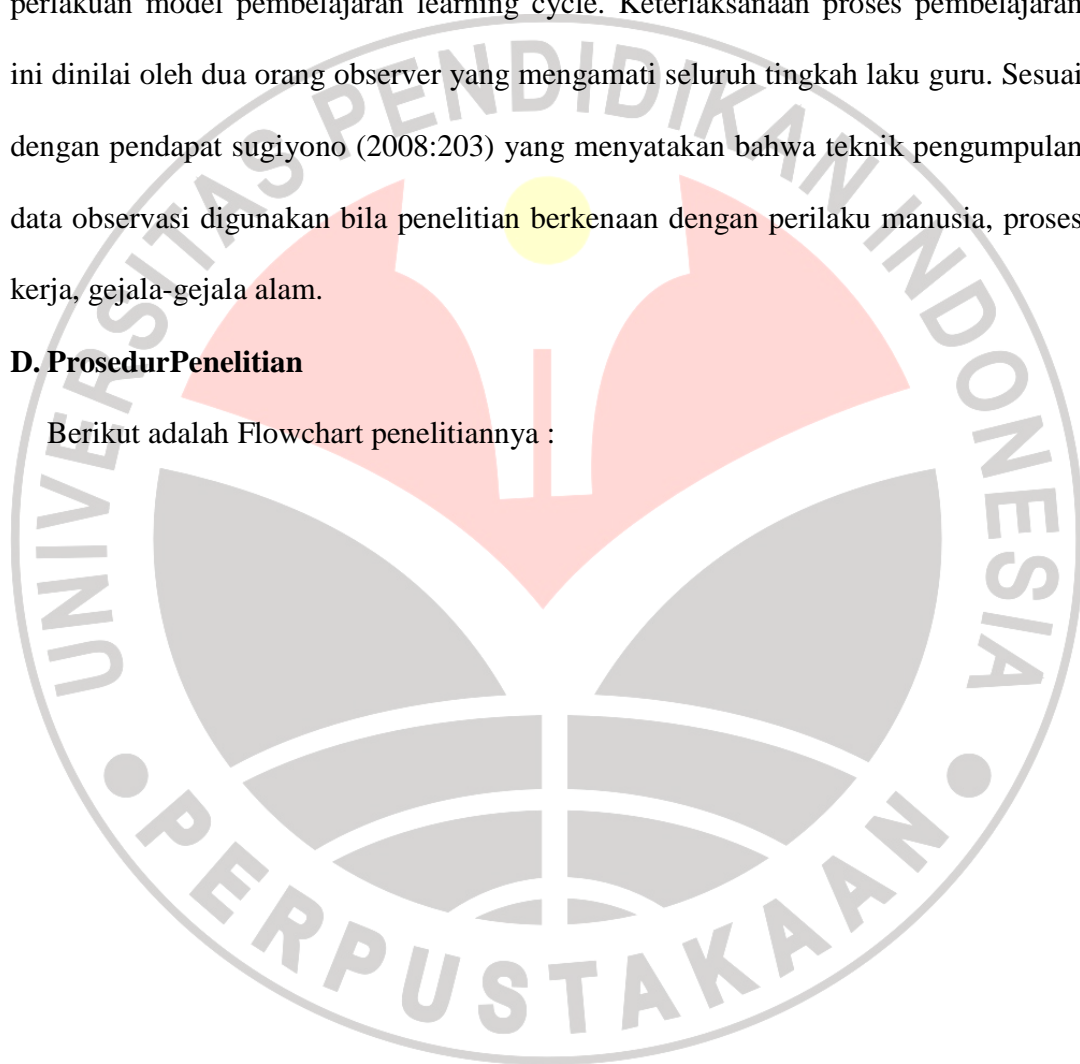 perlakuan model pembelajaran learning cycle. Keterlaksanaan proses pembelajaran
ini dinilai oleh dua orang observer yang mengamati seluruh tingkah laku guru. Sesuai
dengan pendapat sugiyono (2008:203) yang menyatakan bahwa teknik pengumpulan
data observasi digunakan bila penelitian berkenaan dengan perilaku manusia, proses
kerja, gejala-gejala alam.
D. ProsedurPenelitian
Berikut adalah Flowchart penelitiannya :
UNIVERSITAS PENDIDIKAN INDONESIA
PERPUSTAKAAN